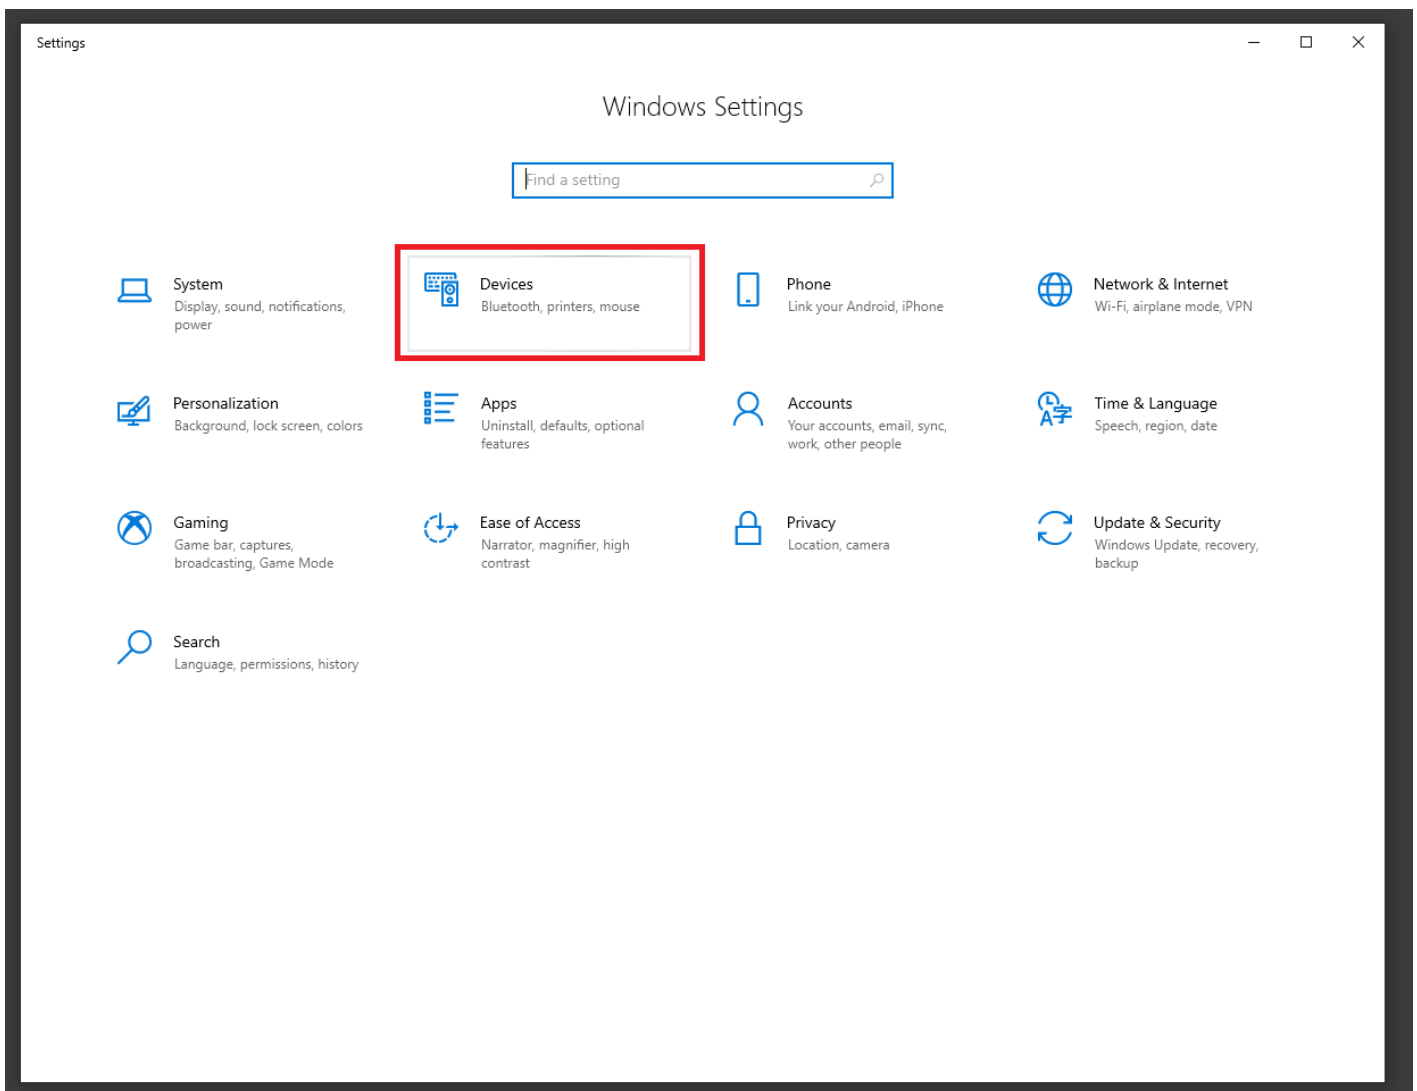 Settings
Windows Settings
Find a setting
System
Display, sound, notifications,
power
Devices
Bluetooth, printers, mouse
Phone
Link your Android, iPhone
Network & Internet
Wi-Fi, airplane mode, VPN
Personalization
Background, lock screen, colors
Apps
Uninstall, defaults, optional
features
Accounts
Your accounts, email, sync,
work, other people
Time & Language
Speech, region, date
Gaming
Game bar, captures,
broadcasting, Game Mode
Ease of Access
Narrator, magnifier, high
contrast
Privacy
Location, camera
Update & Security
Windows Update, recovery,
backup
Search
Language, permissions, history